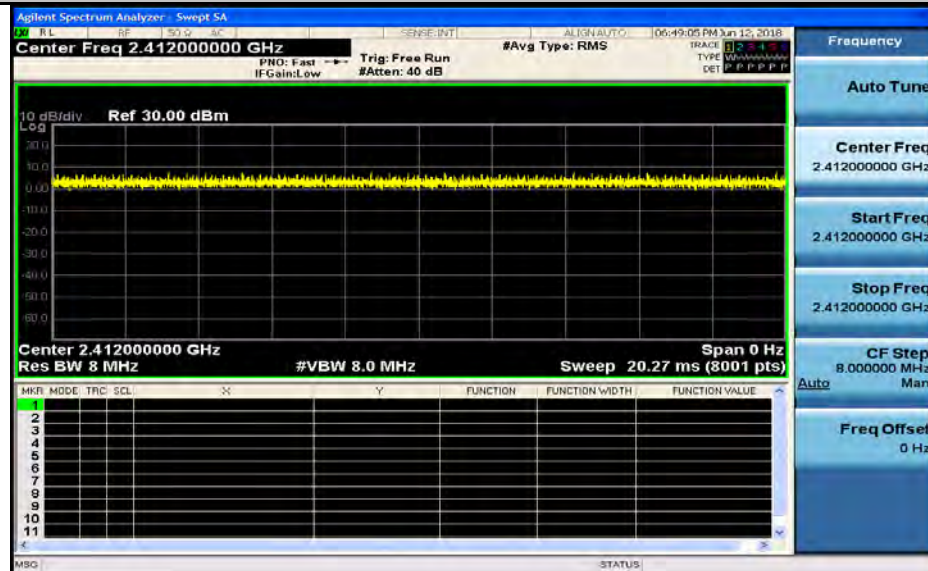 Agilent Spectrum Analyzer - Swept SA
LXI RL RF 50 Ω AC SENSE:INT ALIGN AUTO 06:49:05 PM Jun 12, 2018
Center Freq 2.412000000 GHz
#Avg Type: RMS
TRACE 1 2 3 4 5 6
PNO: Fast
Trig: Free Run
TYPE
IFGain:Low
#Atten: 40 dB
DET P P P P P P
10 dB/div Ref 30.00 dBm
Log
20.0
10.0
0.00
-10.0
-20.0
-30.0
-40.0
-50.0
-60.0
Center 2.412000000 GHz Span 0 Hz
Res BW 8 MHz #VBW 8.0 MHz Sweep 20.27 ms (8001 pts)
MKR MODE TRC SCL X Y FUNCTION FUNCTION WIDTH FUNCTION VALUE
1
2
3
4
5
6
7
8
9
10
11
MSG STATUS
Frequency
Auto Tune
Center Freq
2.412000000 GHz
Start Freq
2.412000000 GHz
Stop Freq
2.412000000 GHz
CF Step
8.000000 MHz
Auto Man
Freq Offset
0 Hz